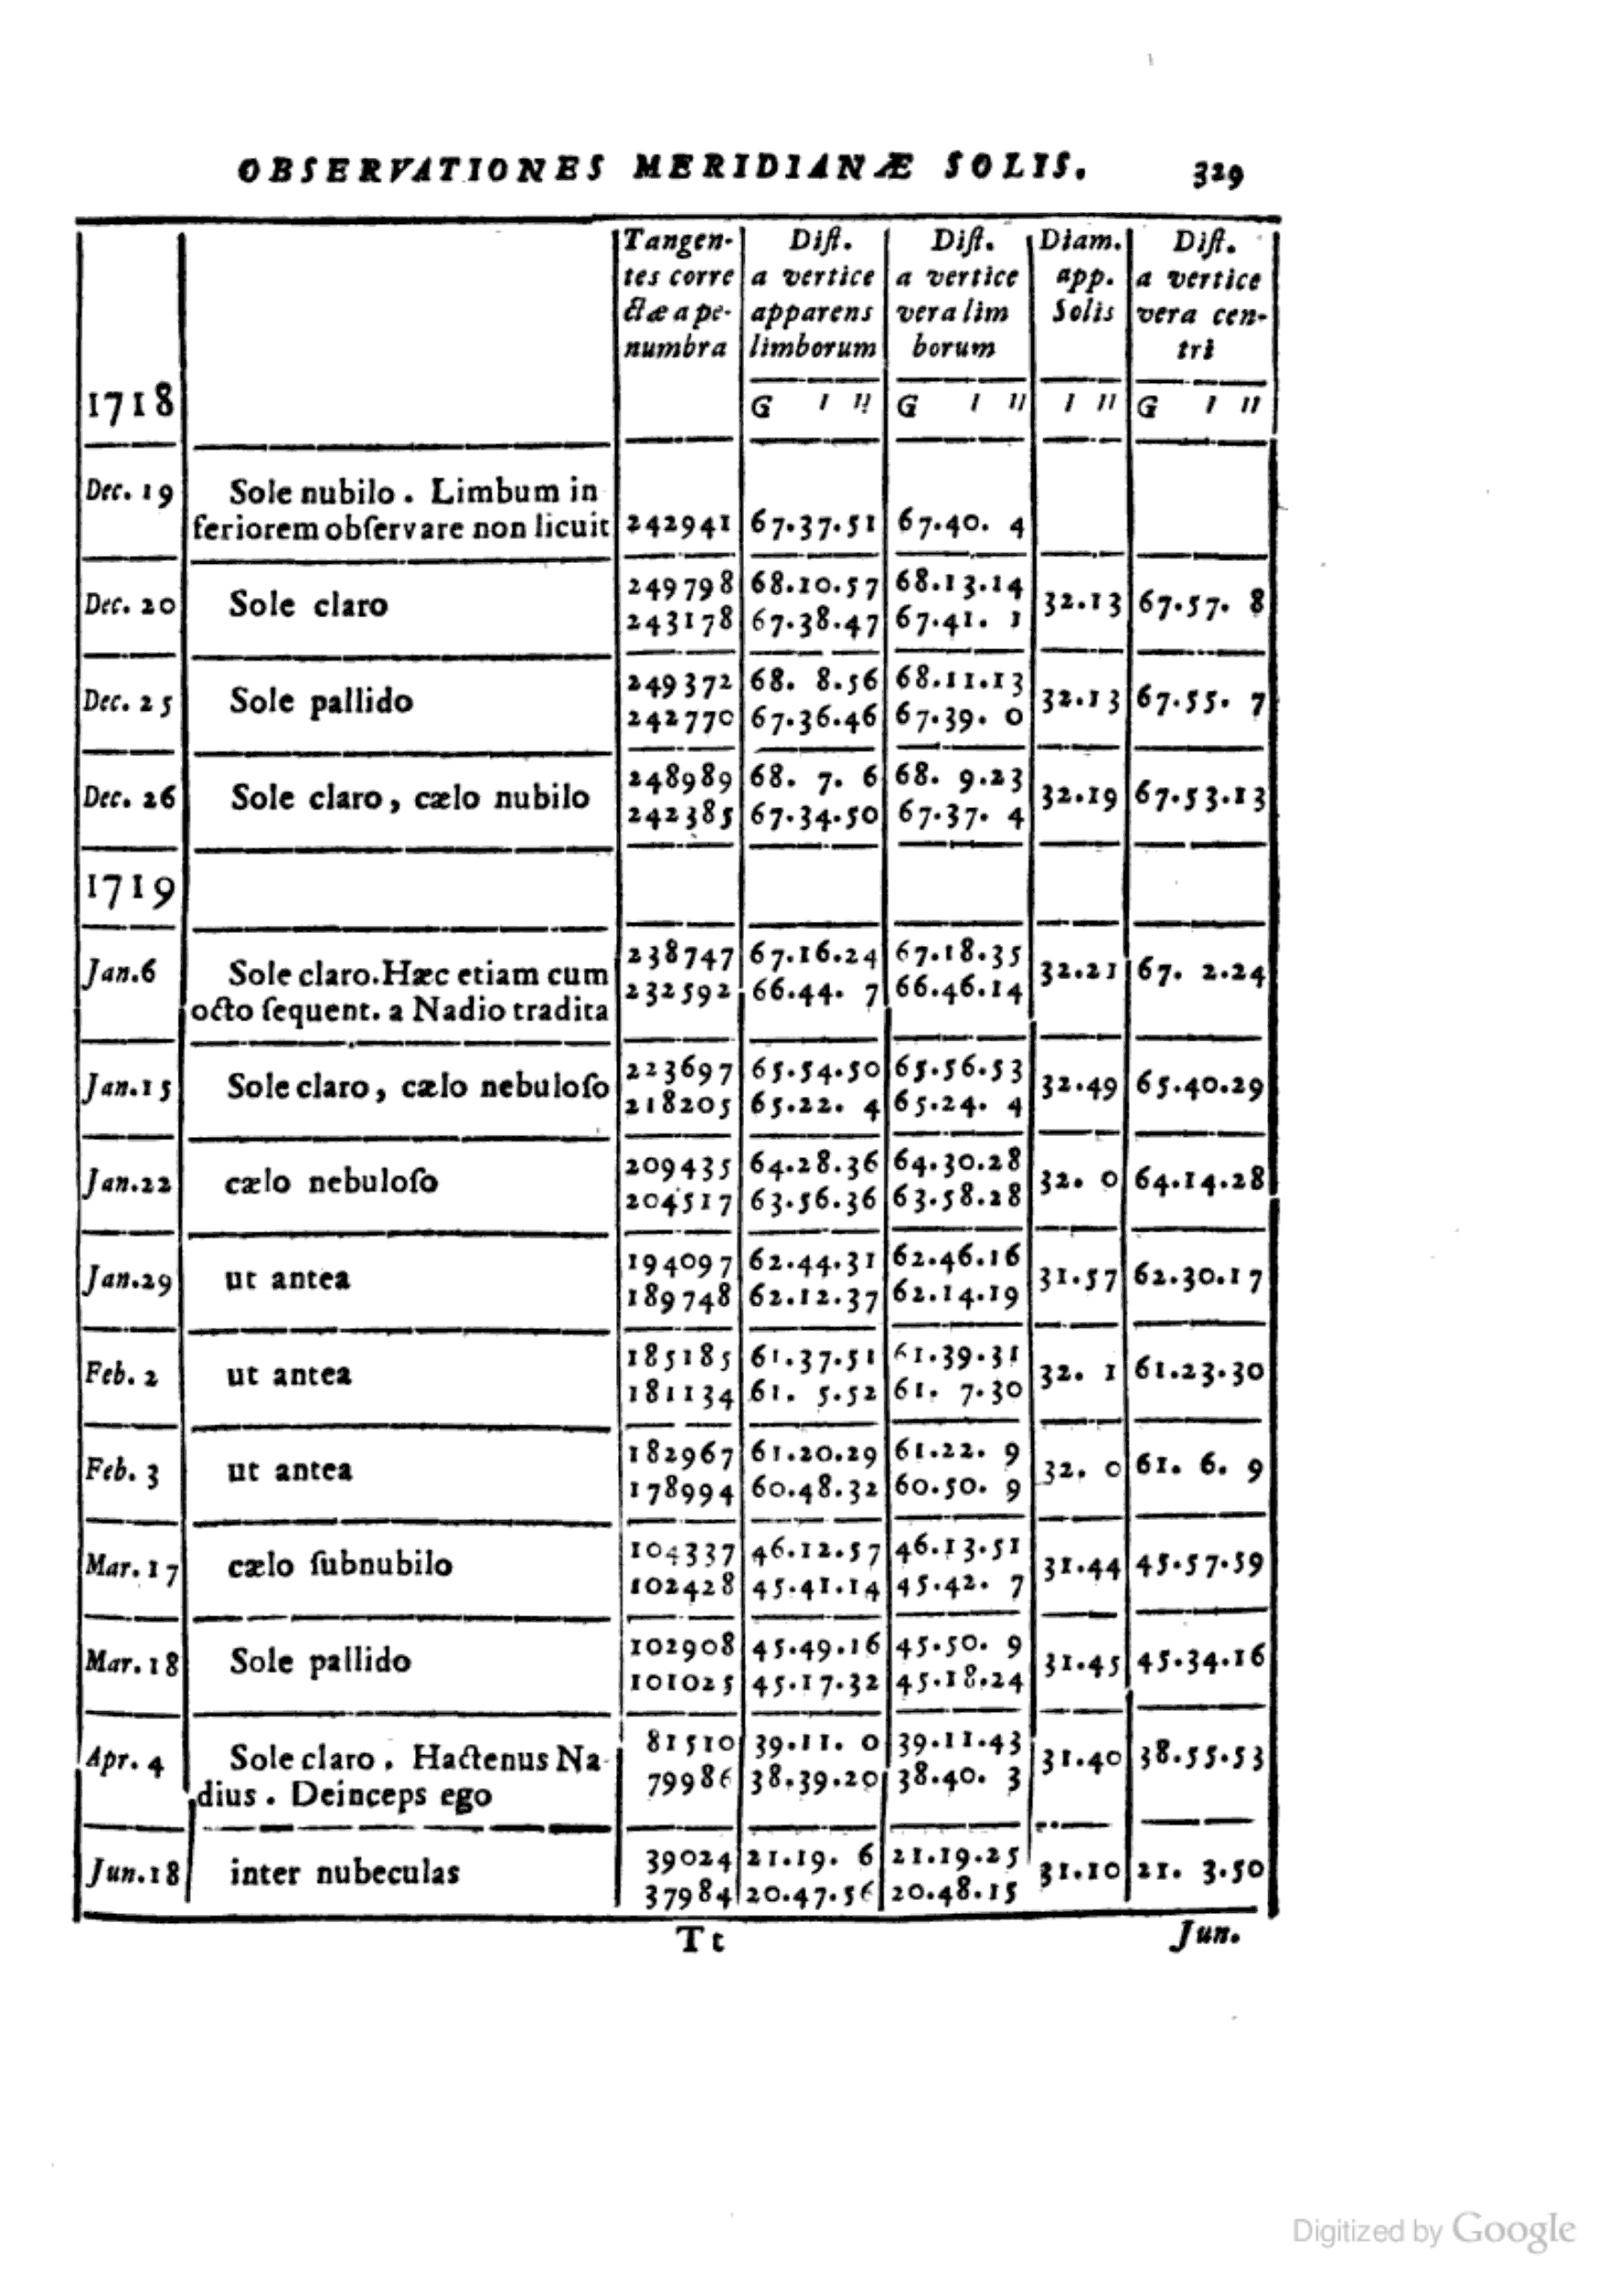 OBSERVATIONES MERIDIANÆ SOLIS. 329
Tangen- Diſt. Diſt. Diam. Diſt.
tes corre a vertice a vertice app. a vertice
ctæ a pe- apparens vera lim Solis vera cen-
numbra limborum borum tri
1718 G ′ ″ G ′ ″ ′ ″ G ′ ″
Dec. 19 Sole nubilo . Limbum in
feriorem obſervare non licuit 242941 67.37.51 67.40. 4
249798 68.10.57 68.13.14
Dec. 20 Sole claro 32.13 67.57. 8
243178 67.38.47 67.41. 1
249372 68. 8.56 68.11.13
Dec. 25 Sole pallido 32.13 67.55. 7
242770 67.36.46 67.39. 0
248989 68. 7. 6 68. 9.23
Dec. 26 Sole claro, cælo nubilo 32.19 67.53.13
242385 67.34.50 67.37. 4
1719
238747 67.16.24 67.18.35
Jan.6 Sole claro.Hæc etiam cum 32.21 67. 2.24
232592 66.44. 7 66.46.14
octo ſequent. a Nadio tradita
223697 65.54.50 65.56.53
Jan.15 Sole claro, cælo nebuloſo 32.49 65.40.29
218205 65.22. 4 65.24. 4
209435 64.28.36 64.30.28
Jan.22 cælo nebuloſo 32. 0 64.14.28
204517 63.56.36 63.58.28
194097 62.44.31 62.46.16
Jan.29 ut antea 31.57 62.30.17
189748 62.12.37 62.14.19
185185 61.37.51 61.39.31
Feb. 2 ut antea 32. 1 61.23.30
181134 61. 5.52 61. 7.30
182967 61.20.29 61.22. 9
Feb. 3 ut antea 32. 0 61. 6. 9
178994 60.48.32 60.50. 9
104337 46.12.57 46.13.51
Mar.17 cælo ſubnubilo 31.44 45.57.59
102428 45.41.14 45.42. 7
102908 45.49.16 45.50. 9
Mar.18 Sole pallido 31.45 45.34.16
101025 45.17.32 45.18.24
81510 39.11. 0 39.11.43
Apr. 4 Sole claro . Hactenus Na- 31.40 38.55.53
79986 38.39.20 38.40. 3
dius . Deinceps ego
39024 21.19. 6 21.19.25
Jun.18 inter nubeculas 31.10 21. 3.50
37984 20.47.56 20.48.15
Tt Jun.
Digitized by Google